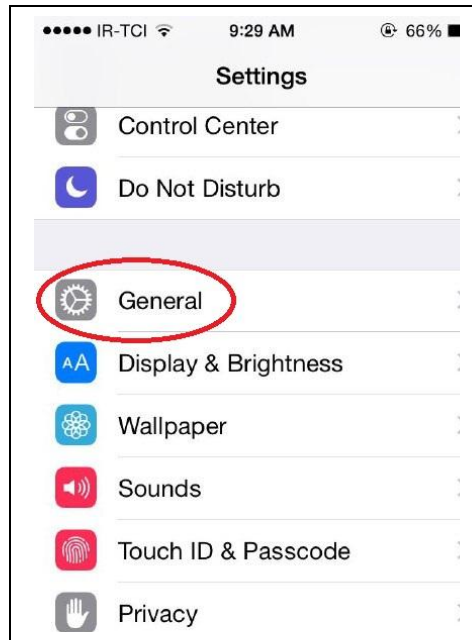 IR-TCI 9:29 AM 66%
Settings
Control Center
Do Not Disturb
General
AA Display & Brightness
Wallpaper
Sounds
Touch ID & Passcode
Privacy